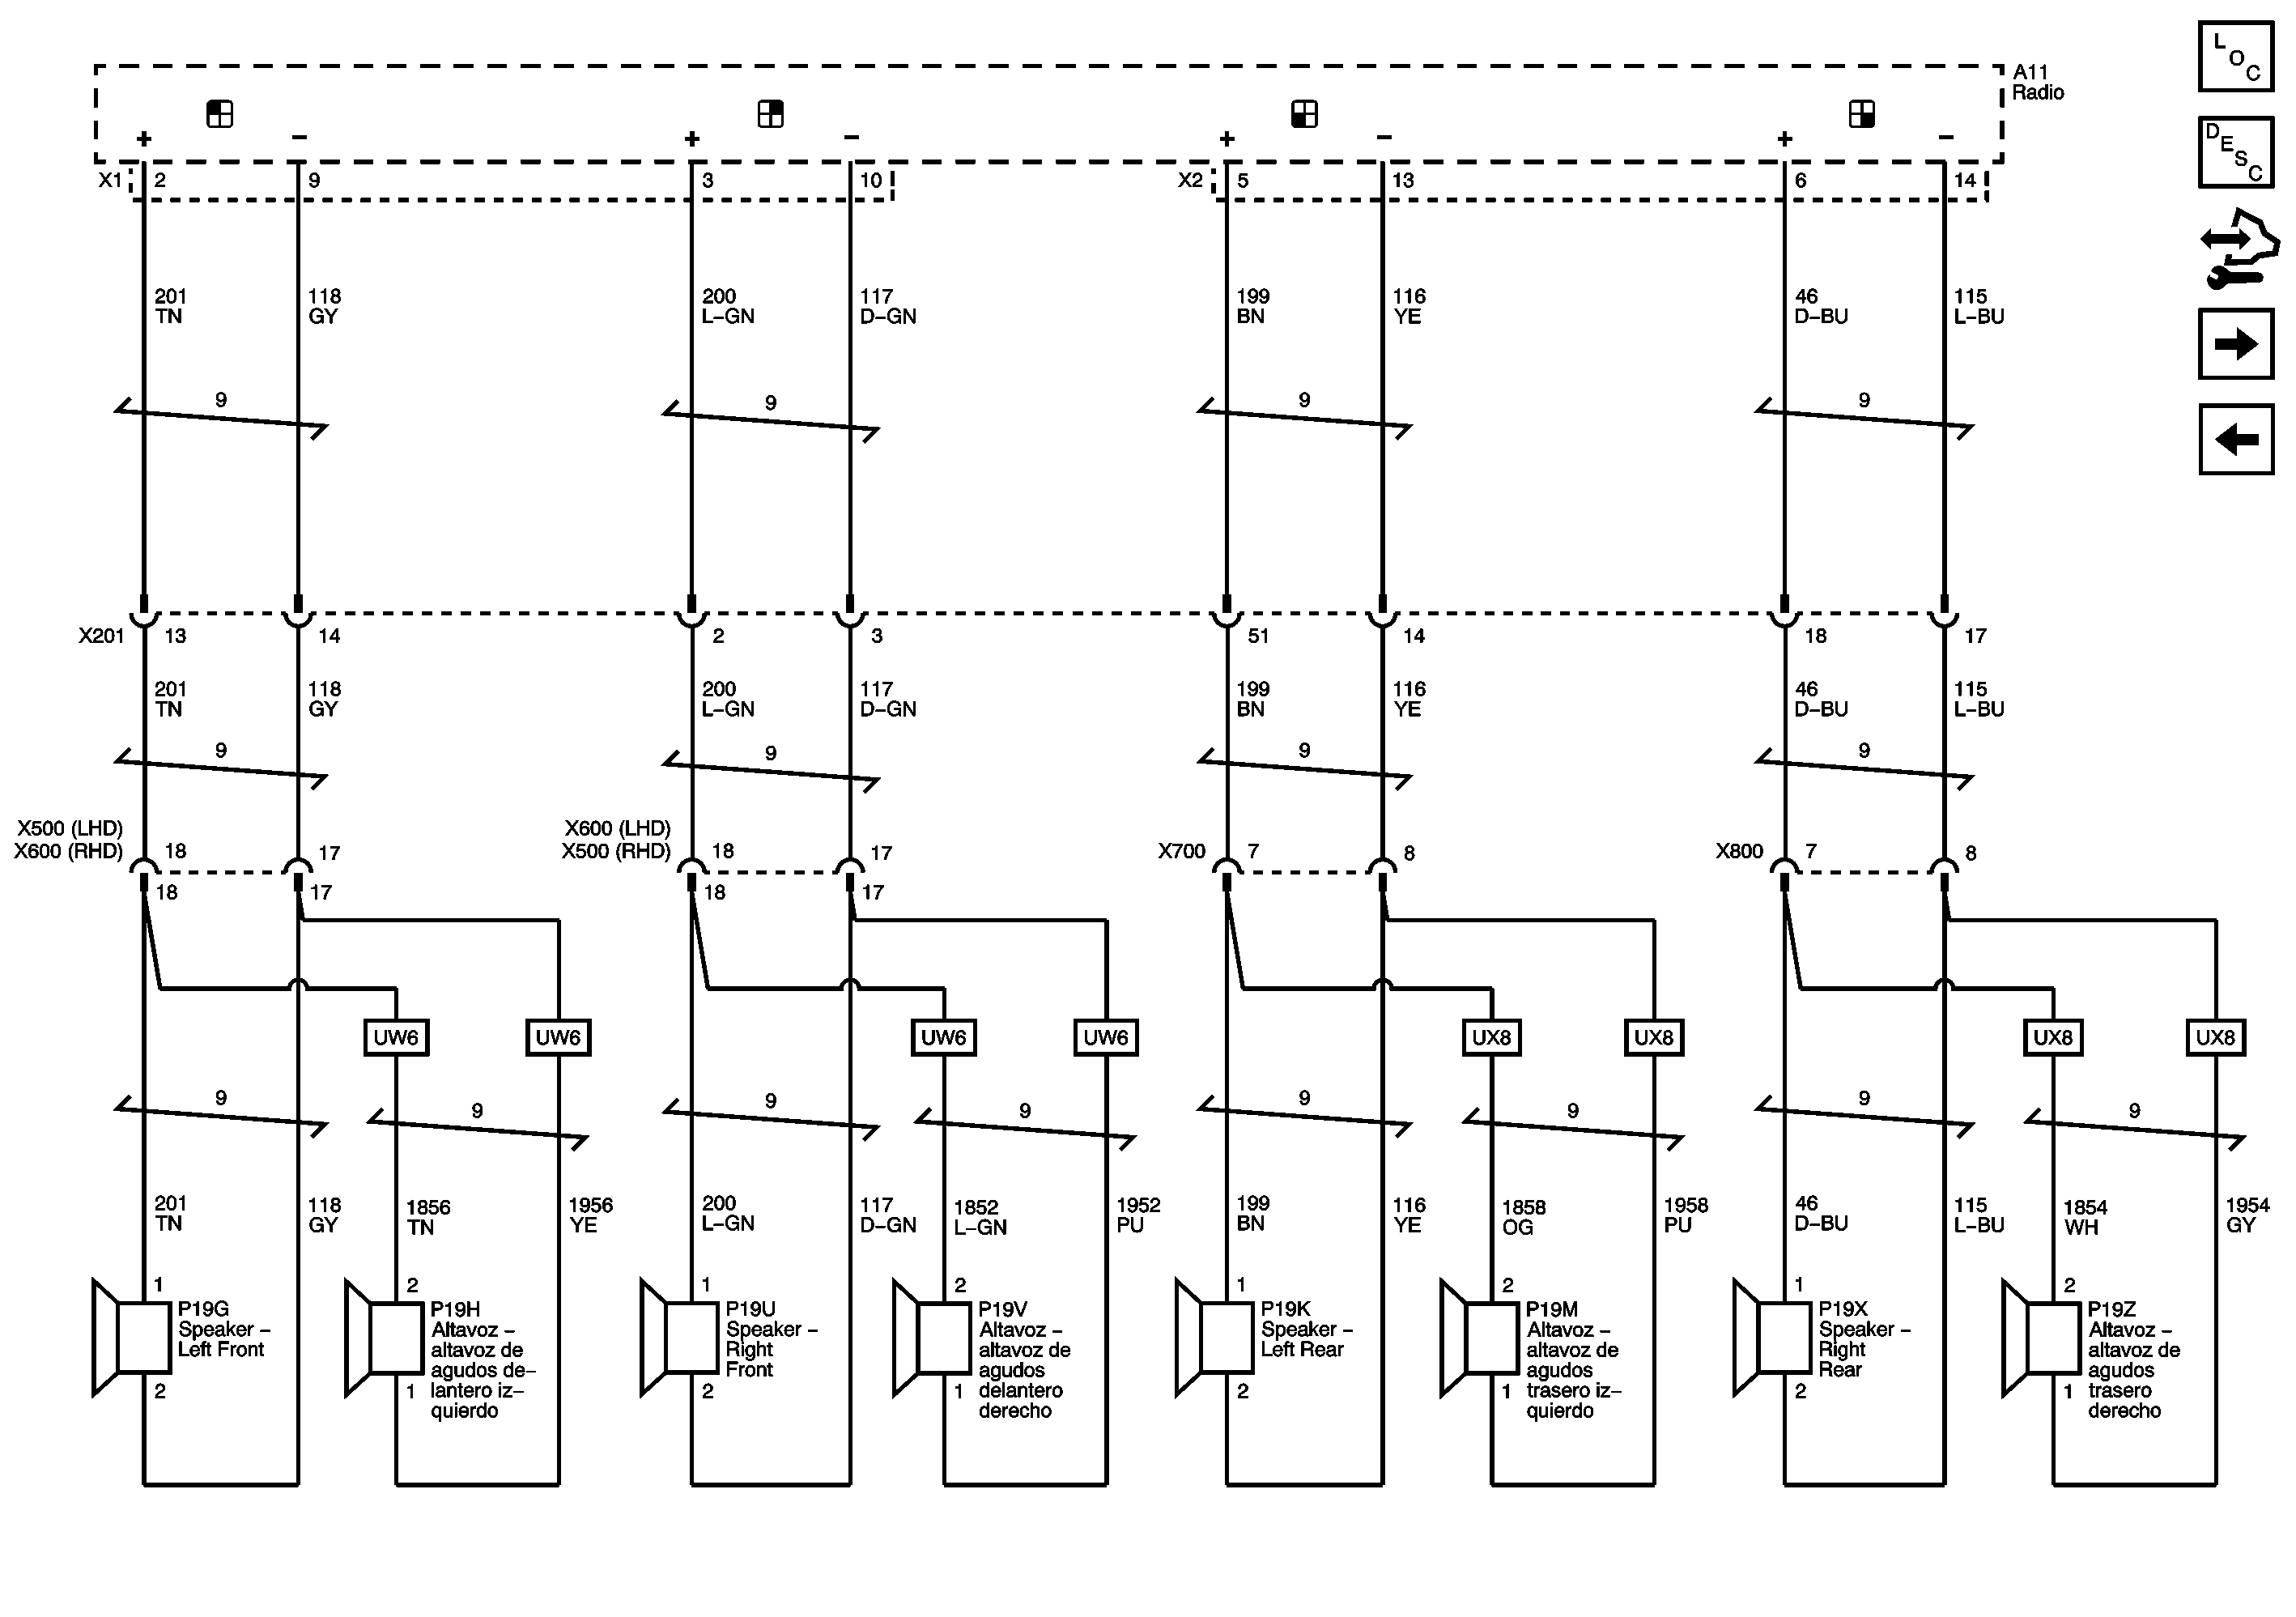 L
O
C
A11
Radio
D
E
S
C
+ − + − + − + −
X1 2 9 3 10 X2 5 13 6 14
201 118 200 117 199 116 46 115
TN GY L−GN D−GN BN YE D−BU L−BU
9 9 9 9
X201 13 14 2 3 51 14 18 17
201 118 200 117 199 116 46 115
TN GY L−GN D−GN BN YE D−BU L−BU
9 9 9 9
X500 (LHD) X600 (LHD)
X600 (RHD) 18 17 X500 (RHD) 18 17 X700 7 8 X800 7 8
18 17 18 17
UW6 UW6 UW6 UW6 UX8 UX8 UX8 UX8
9 9 9 9 9 9 9 9
201 118 1856 1956 200 117 1852 1952 199 116 1858 1958 46 115 1854 1954
TN GY TN YE L−GN D−GN L−GN PU BN YE OG PU D−BU L−BU WH GY
1 2 1 2 1 2 1 2
P19G
Speaker −
Left Front
P19H
Altavoz −
altavoz de
agudos de−
lantero iz−
quierdo
P19U
Speaker −
Right
Front
P19V
Altavoz −
altavoz de
agudos
delantero
derecho
P19K
Speaker −
Left Rear
P19M
Altavoz −
altavoz de
agudos
trasero iz−
quierdo
P19X
Speaker −
Right
Rear
P19Z
Altavoz −
altavoz de
agudos
trasero
derecho
2 1 2 1 2 1 2 1